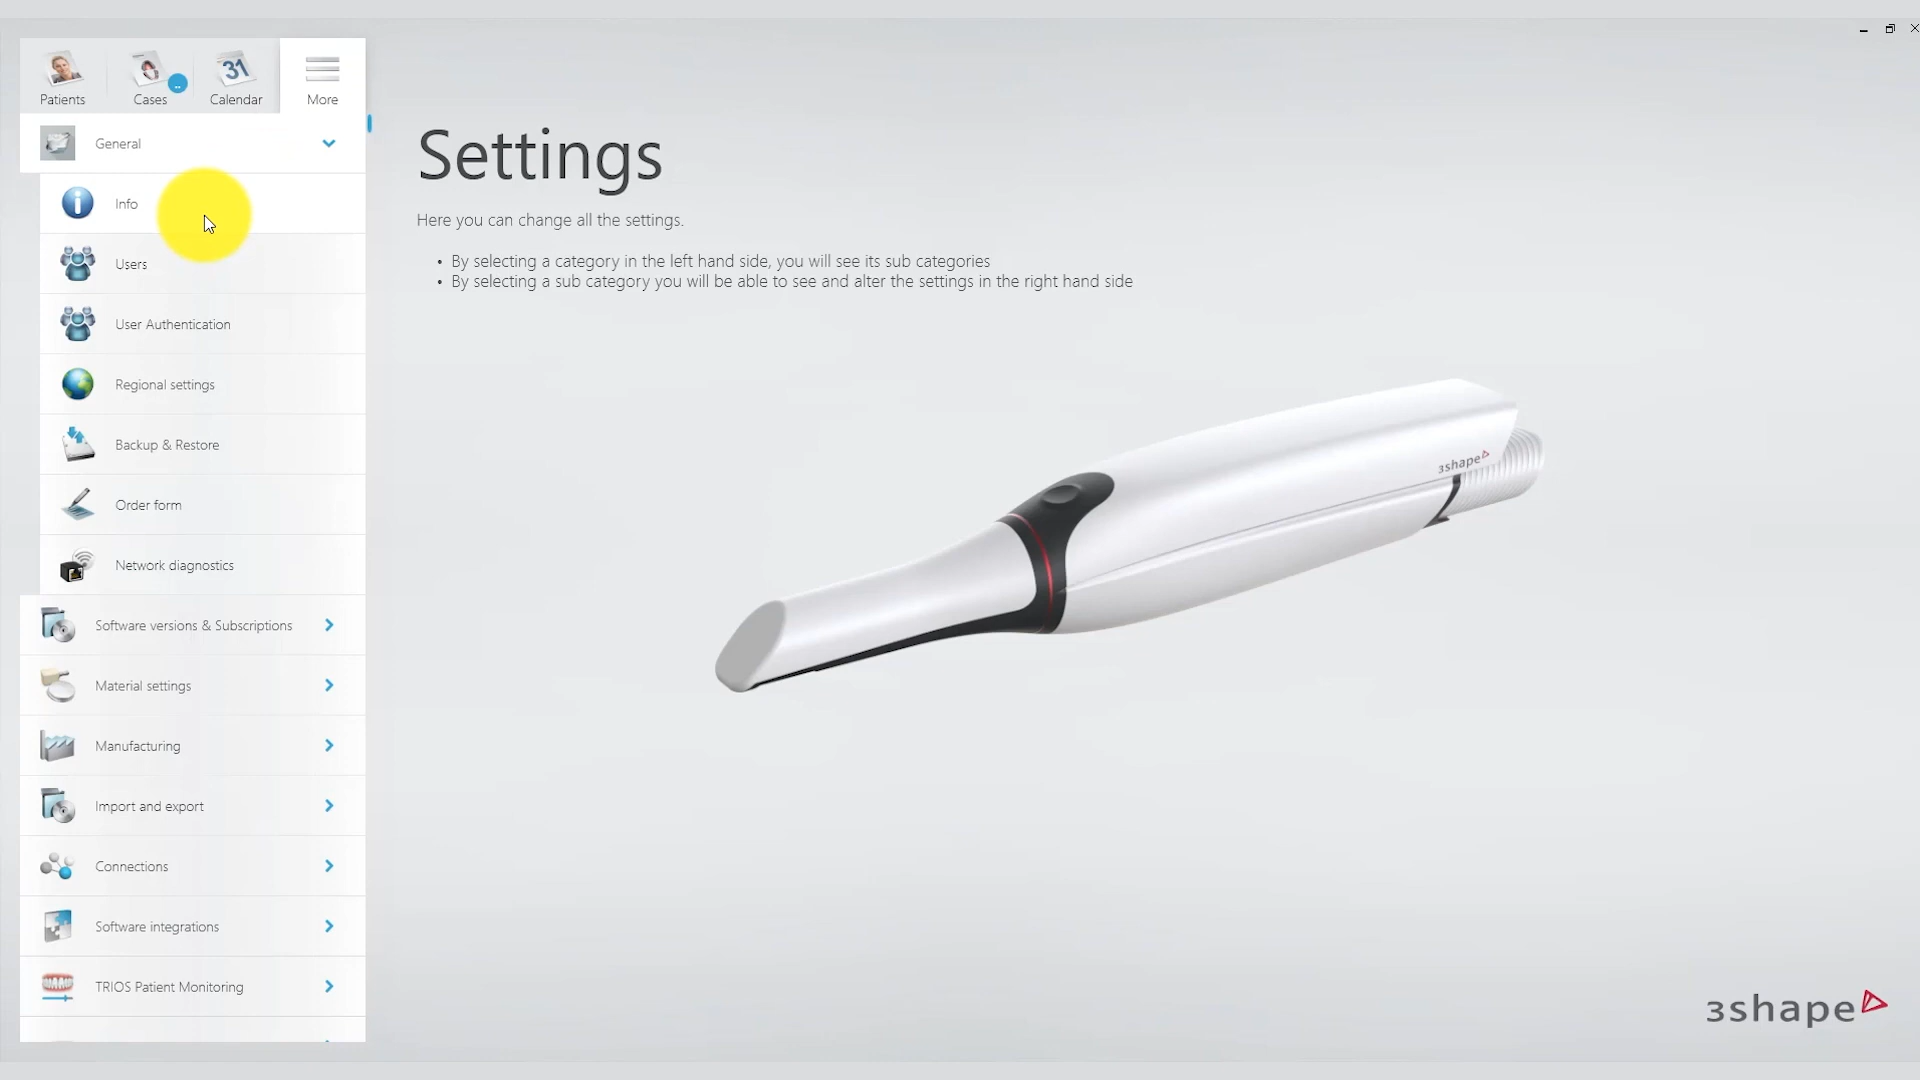 Patients
Cases
31
Calendar
More
General
Info
Users
User Authentication
Regional settings
Backup & Restore
Order form
Network diagnostics
Software versions & Subscriptions
Material settings
Manufacturing
Import and export
Connections
Software integrations
TRIOS Patient Monitoring
Settings
Here you can change all the settings.
• By selecting a category in the left hand side, you will see its sub categories
• By selecting a sub category you will be able to see and alter the settings in the right hand side
3shape
3shape